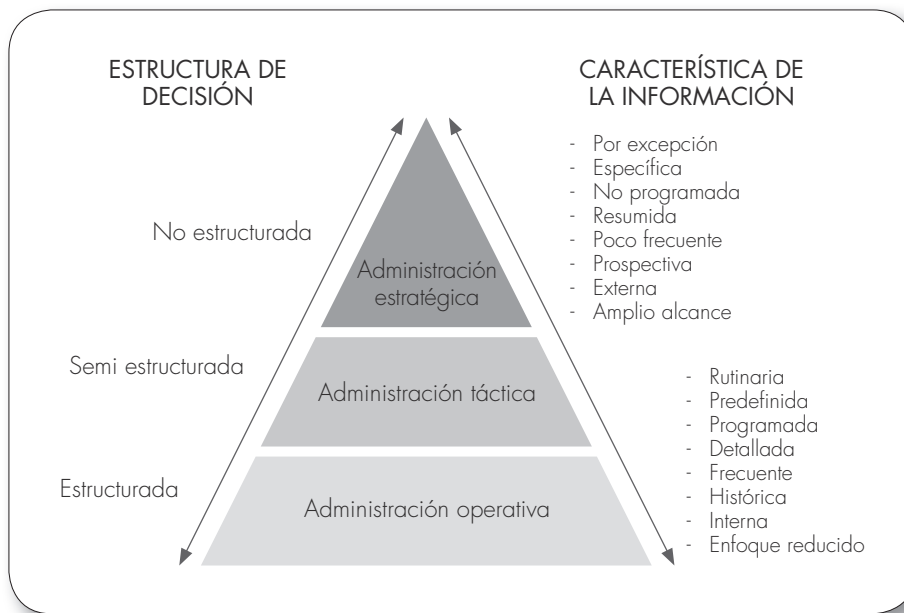 ESTRUCTURA DE
DECISIÓN
CARACTERÍSTICA DE
LA INFORMACIÓN
- Por excepción
- Específica
- No programada
- Resumida
- Poco frecuente
- Prospectiva
- Externa
- Amplio alcance
No estructurada
Administración
estratégica
Semi estructurada
Administración táctica
- Rutinaria
- Predefinida
- Programada
- Detallada
- Frecuente
- Histórica
- Interna
- Enfoque reducido
Estructurada
Administración operativa